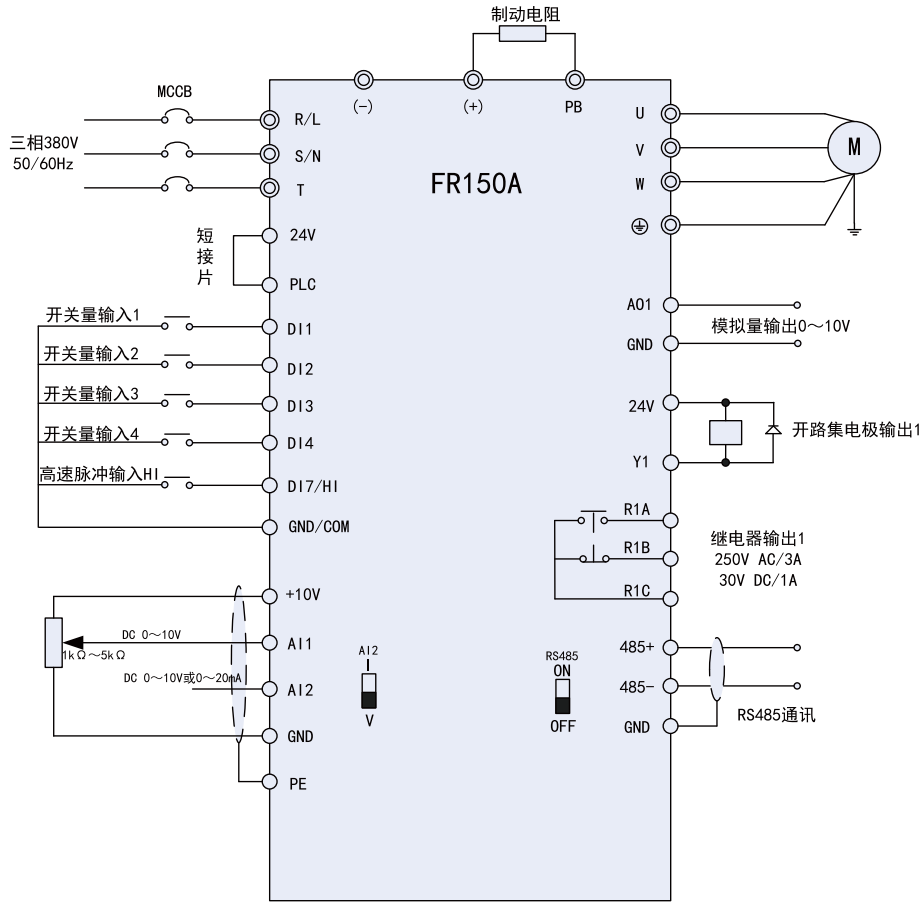 制动电阻
(-)
(+)
PB
MCCB
三相380V
50/60Hz
R/L
S/N
T
FR150A
U
V
W
M
短接片
24V
PLC
开关量输入1
DI1
开关量输入2
DI2
开关量输入3
DI3
开关量输入4
DI4
高速脉冲输入HI
DI7/HI
GND/COM
AO1
模拟量输出0～10V
GND
24V
开路集电极输出1
Y1
R1A
R1B
R1C
继电器输出1
250V AC/3A
30V DC/1A
+10V
DC 0～10V
AI1
1kΩ～5kΩ
DC 0～10V或0～20mA
AI2
GND
PE
AI2
I
V
RS485
ON
OFF
485+
485-
GND
RS485通讯